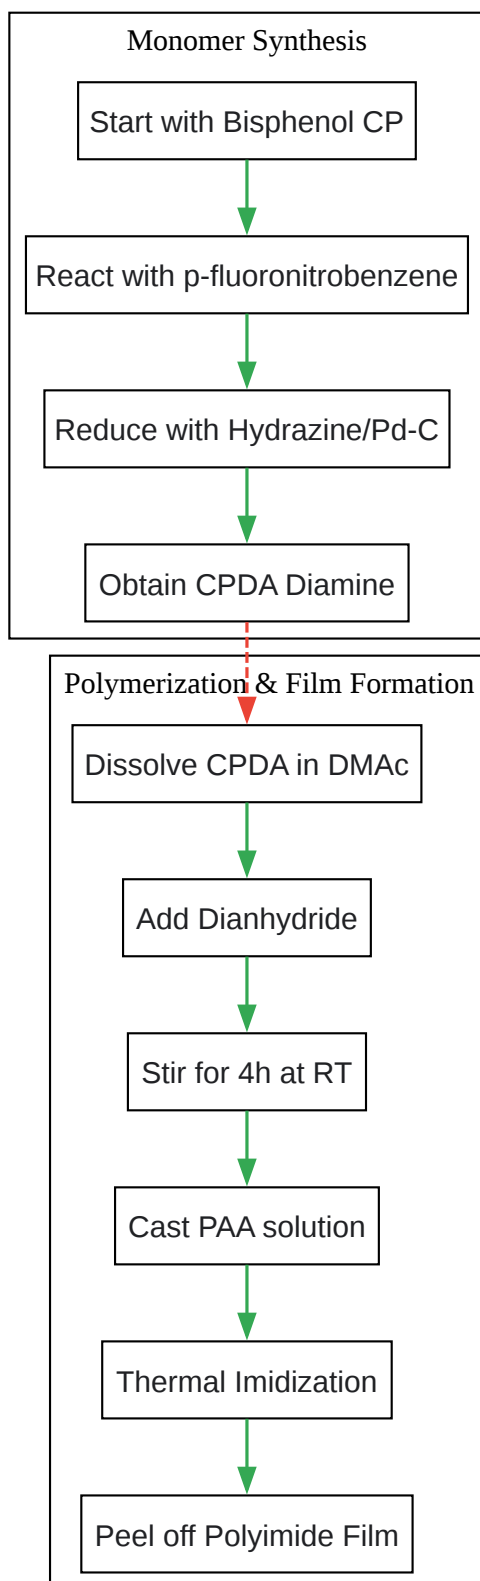 Monomer Synthesis
Start with Bisphenol CP
React with p-fluoronitrobenzene
Reduce with Hydrazine/Pd-C
Obtain CPDA Diamine
Polymerization & Film Formation
Dissolve CPDA in DMAc
Add Dianhydride
Stir for 4h at RT
Cast PAA solution
Thermal Imidization
Peel off Polyimide Film